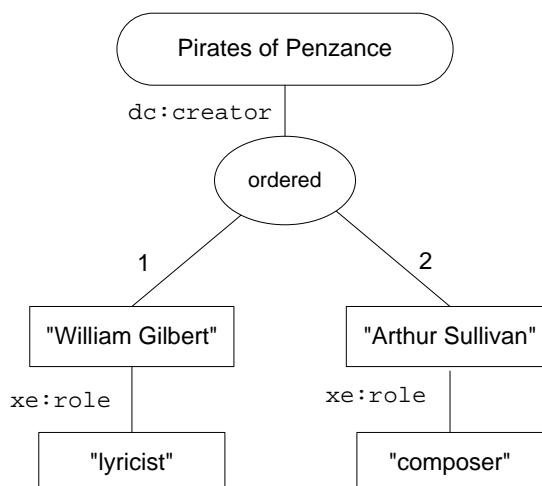 Pirates of Penzance
dc:creator
ordered
1
2
"William Gilbert"
"Arthur Sullivan"
xe:role
xe:role
"lyricist"
"composer"